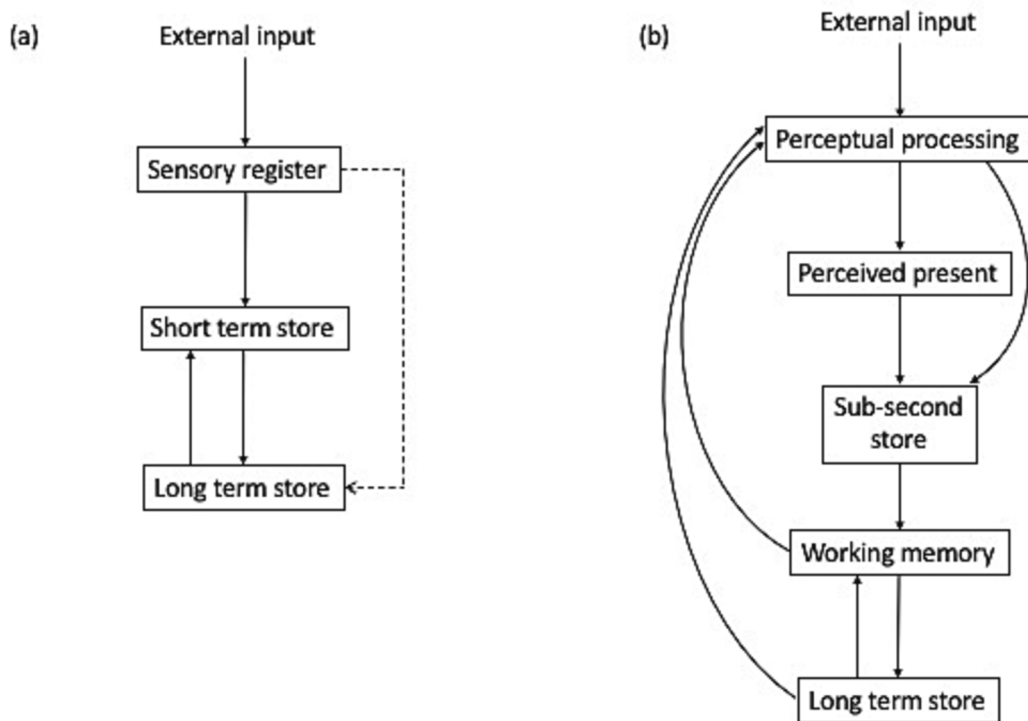 (a)
External input
Sensory register
Short term store
Long term store
(b)
External input
Perceptual processing
Perceived present
Sub-second
store
Working memory
Long term store